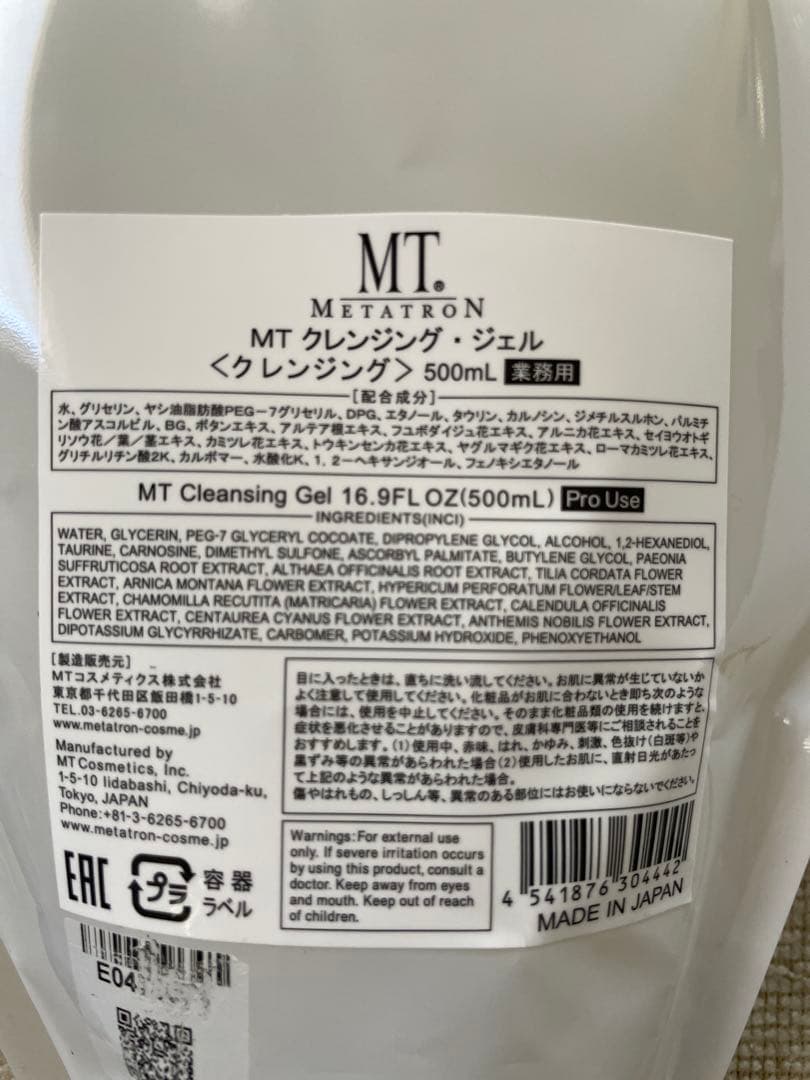 MT®
METATRON
MT クレンジング・ジェル
〈クレンジング〉 500mL 業務用
[配合成分]
水、グリセリン、ヤシ油脂肪酸PEG-7グリセリル、DPG、エタノール、タウリン、カルノシン、ジメチルスルホン、パルミチ
ン酸アスコルビル、BG、ボタンエキス、アルテア根エキス、フユボダイジュ花エキス、アルニカ花エキス、セイヨウオトギ
リソウ花/葉/茎エキス、カミツレ花エキス、トウキンセンカ花エキス、ヤグルマギク花エキス、ローマカミツレ花エキス、
グリチルリチン酸2K、カルボマー、水酸化K、1，2-ヘキサンジオール、フェノキシエタノール
MT Cleansing Gel 16.9FL OZ(500mL) Pro Use
INGREDIENTS(INCI)
WATER, GLYCERIN, PEG-7 GLYCERYL COCOATE, DIPROPYLENE GLYCOL, ALCOHOL, 1,2-HEXANEDIOL,
TAURINE, CARNOSINE, DIMETHYL SULFONE, ASCORBYL PALMITATE, BUTYLENE GLYCOL, PAEONIA
SUFFRUTICOSA ROOT EXTRACT, ALTHAEA OFFICINALIS ROOT EXTRACT, TILIA CORDATA FLOWER
EXTRACT, ARNICA MONTANA FLOWER EXTRACT, HYPERICUM PERFORATUM FLOWER/LEAF/STEM
EXTRACT, CHAMOMILLA RECUTITA (MATRICARIA) FLOWER EXTRACT, CALENDULA OFFICINALIS
FLOWER EXTRACT, CENTAUREA CYANUS FLOWER EXTRACT, ANTHEMIS NOBILIS FLOWER EXTRACT,
DIPOTASSIUM GLYCYRRHIZATE, CARBOMER, POTASSIUM HYDROXIDE, PHENOXYETHANOL
[製造販売元]
MTコスメティクス株式会社
東京都千代田区飯田橋1-5-10
TEL.03-6265-6700
www.metatron-cosme.jp
Manufactured by
MT Cosmetics, Inc.
1-5-10 Iidabashi, Chiyoda-ku,
Tokyo, JAPAN
Phone:+81-3-6265-6700
www.metatron-cosme.jp
目に入ったときは、直ちに洗い流してください。お肌に異常が生じていないか
よく注意して使用してください。化粧品がお肌に合わないとき即ち次のような
場合には、使用を中止してください。そのまま化粧品類の使用を続けますと、
症状を悪化させることがありますので、皮膚科専門医等にご相談されることを
おすすめします。(1)使用中、赤味、はれ、かゆみ、刺激、色抜け(白斑等)や
黒ずみ等の異常があらわれた場合(2)使用したお肌に、直射日光があたっ
て上記のような異常があらわれた場合。
傷やはれもの、しっしん等、異常のある部位にはお使いにならないでください。
Warnings:For external use
only. If severe irritation occurs
by using this product, consult a
doctor. Keep away from eyes
and mouth. Keep out of reach
of children.
EAC
プラ
容器
ラベル
4 541876 304442
MADE IN JAPAN
E04